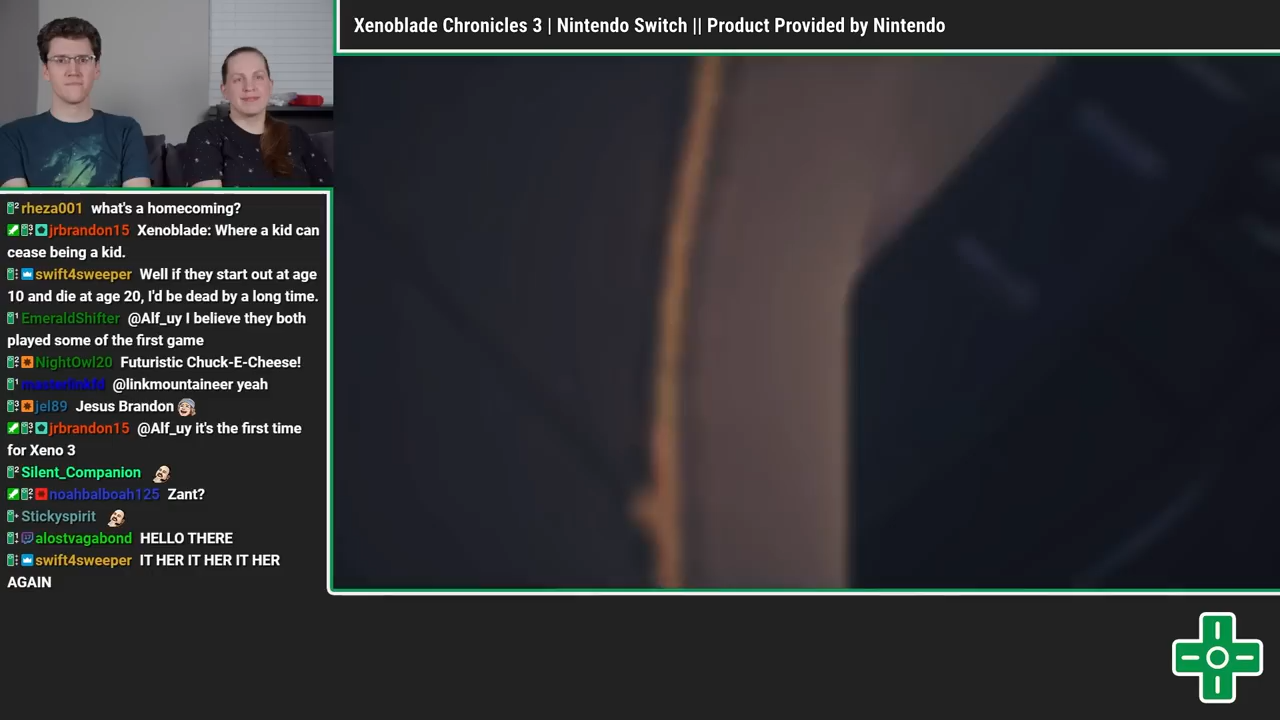 Xenoblade Chronicles 3 | Nintendo Switch || Product Provided by Nintendo
rheza001 what's a homecoming?
jrbrandon15 Xenoblade: Where a kid can
cease being a kid.
swift4sweeper Well if they start out at age
10 and die at age 20, I'd be dead by a long time.
EmeraldShifter @Alf_uy I believe they both
played some of the first game
NightOwl20 Futuristic Chuck-E-Cheese!
@linkmountaineer yeah
jel89 Jesus Brandon
jrbrandon15 @Alf_uy it's the first time
for Xeno 3
Silent_Companion
noahbalboah125 Zant?
Stickyspirit
alostvagabond HELLO THERE
swift4sweeper IT HER IT HER IT HER
AGAIN